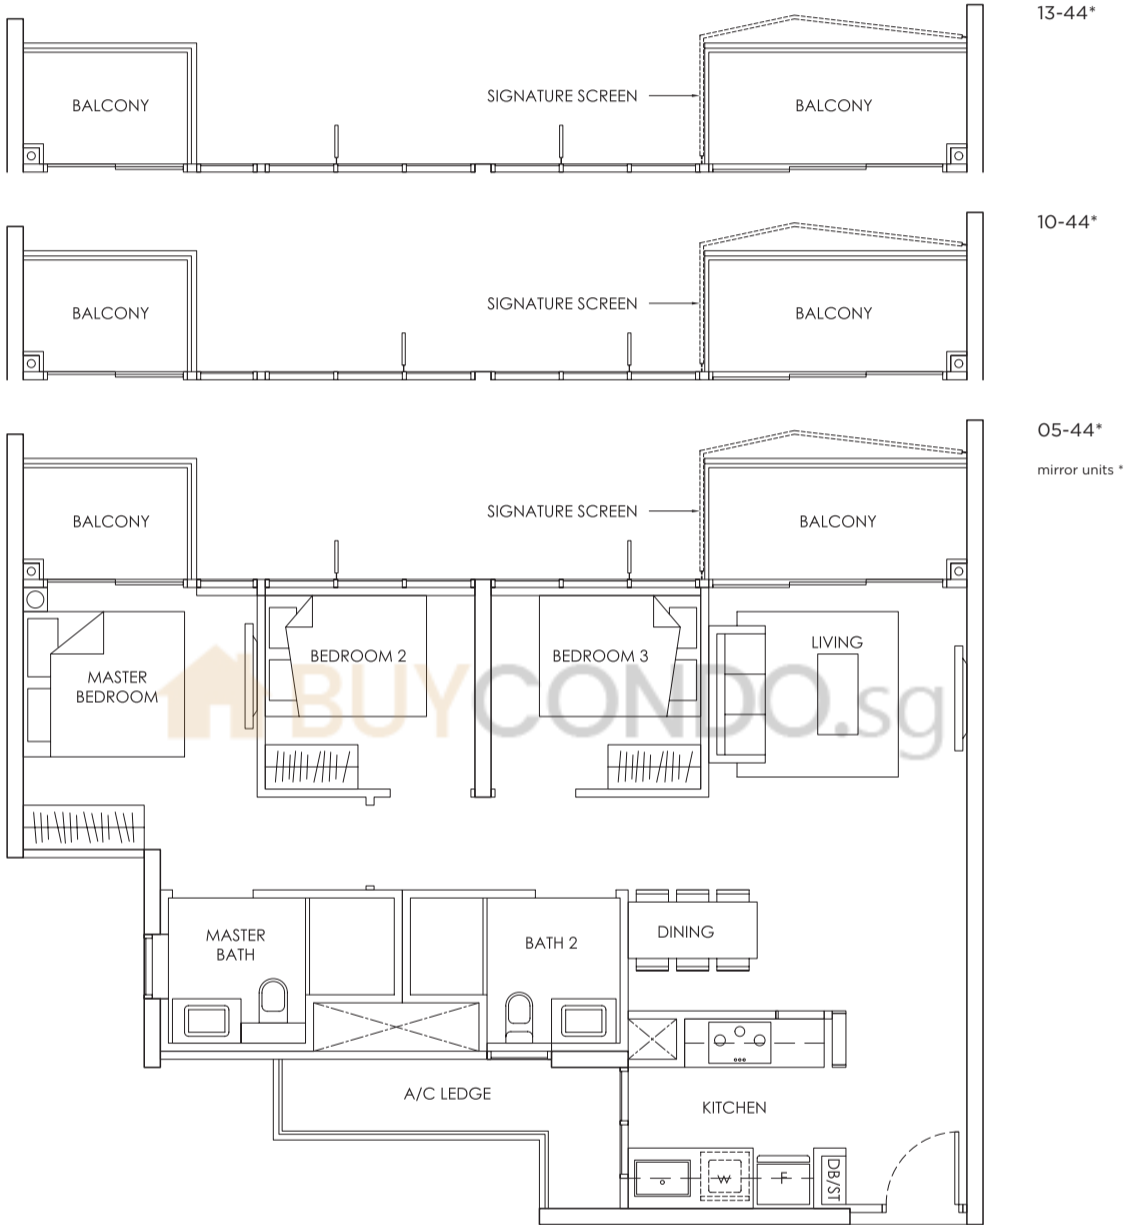 13-44*
BALCONY
SIGNATURE SCREEN
BALCONY
10-44*
BALCONY
SIGNATURE SCREEN
BALCONY
05-44*
mirror units *
BALCONY
SIGNATURE SCREEN
BALCONY
MASTER
BEDROOM
BEDROOM 2
BEDROOM 3
LIVING
BUYCONDO.sg
MASTER
BATH
BATH 2
DINING
A/C LEDGE
KITCHEN
W
F
DB/ST